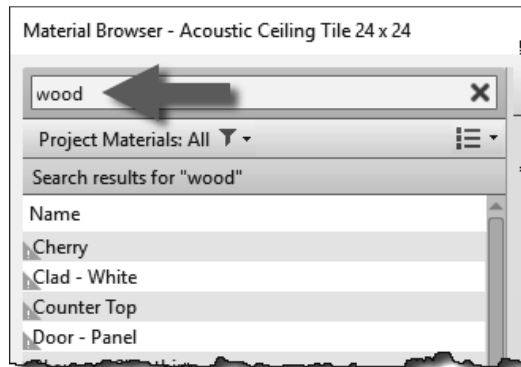 Material Browser - Acoustic Ceiling Tile 24 x 24
wood
Project Materials: All
Search results for "wood"
Name
Cherry
Clad - White
Counter Top
Door - Panel